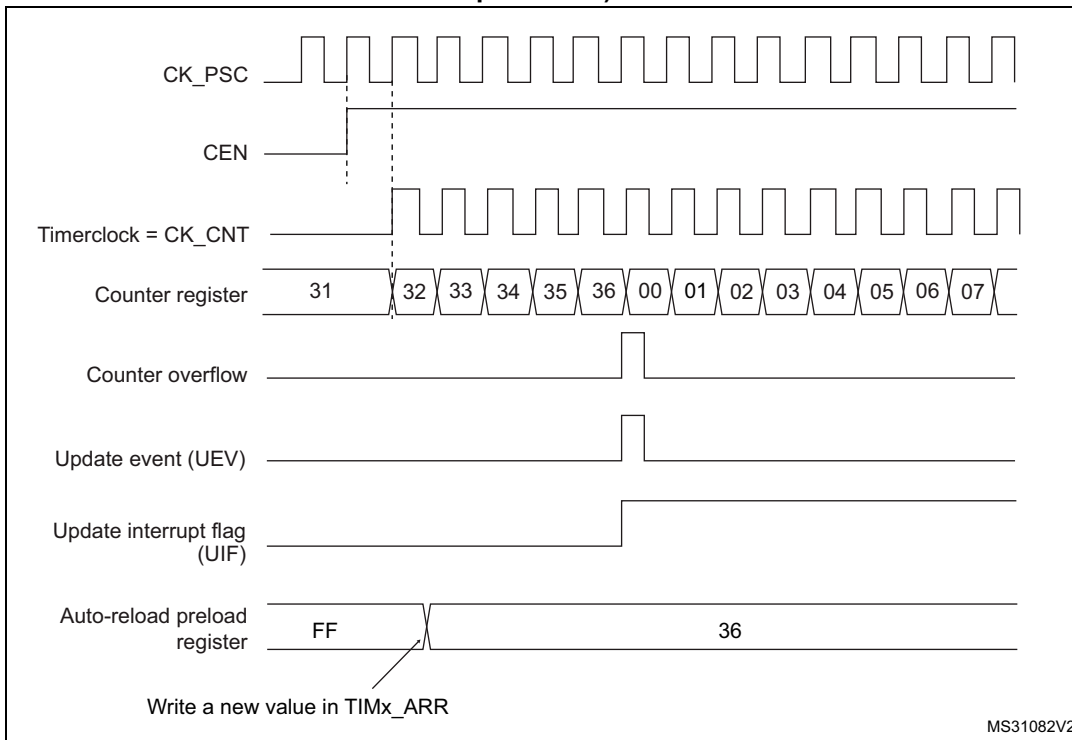 CK_PSC
CEN
Timerclock = CK_CNT
Counter register 31 32 33 34 35 36 00 01 02 03 04 05 06 07
Counter overflow
Update event (UEV)
Update interrupt flag
(UIF)
Auto-reload preload
register FF 36
Write a new value in TIMx_ARR
MS31082V2